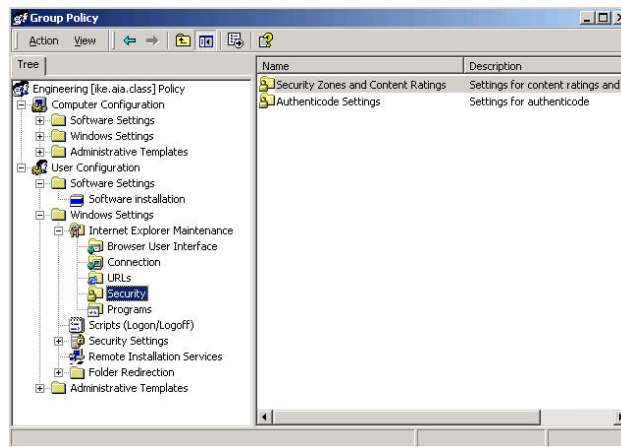 Group Policy
Action View
Tree
Name Description
Engineering [ike.aia.class] Policy
Computer Configuration
Software Settings
Windows Settings
Administrative Templates
User Configuration
Software Settings
Software installation
Windows Settings
Internet Explorer Maintenance
Browser User Interface
Connection
URLs
Security
Programs
Scripts (Logon/Logoff)
Security Settings
Remote Installation Services
Folder Redirection
Administrative Templates
Security Zones and Content Ratings Settings for content ratings and
Authenticode Settings Settings for authenticode